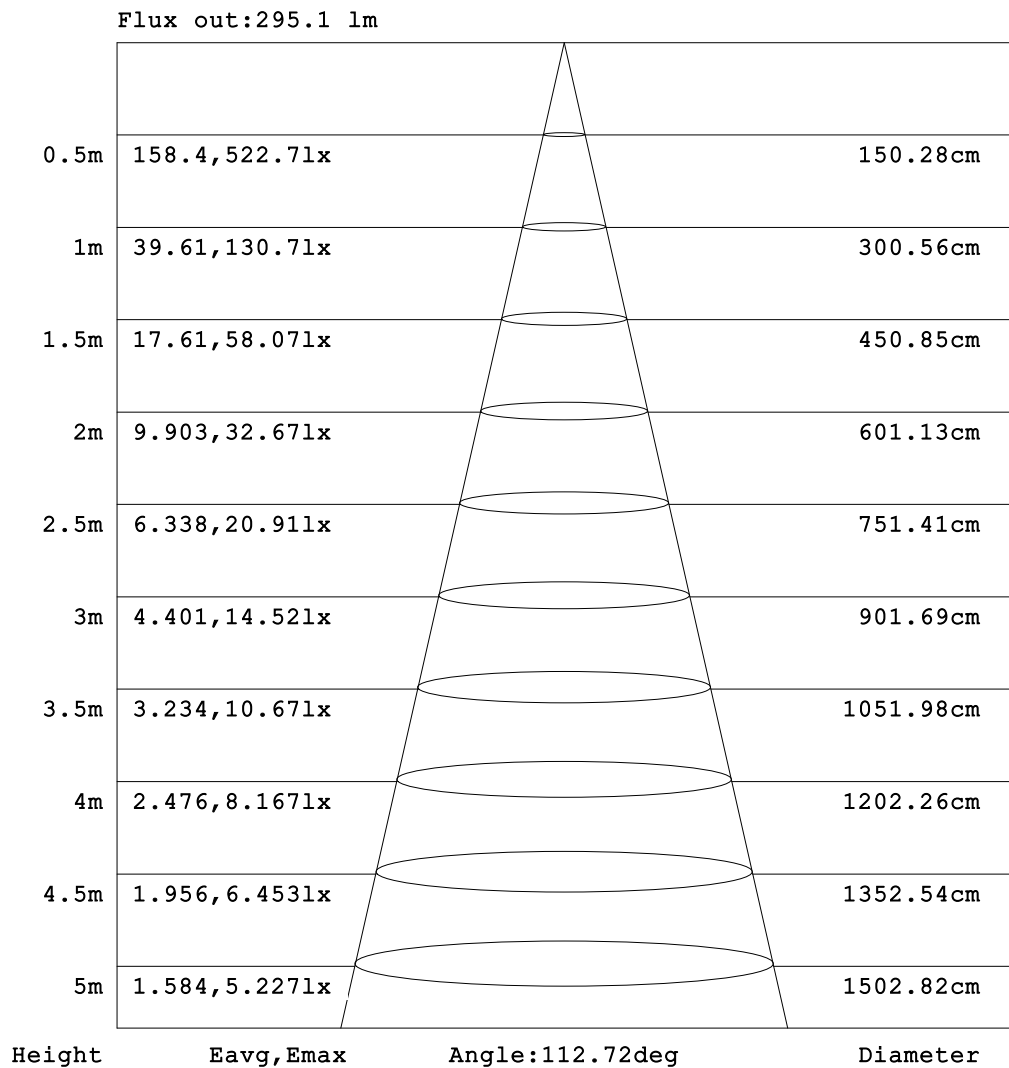 Flux out:295.1 lm
0.5m 158.4,522.7lx 150.28cm
1m 39.61,130.7lx 300.56cm
1.5m 17.61,58.07lx 450.85cm
2m 9.903,32.67lx 601.13cm
2.5m 6.338,20.91lx 751.41cm
3m 4.401,14.52lx 901.69cm
3.5m 3.234,10.67lx 1051.98cm
4m 2.476,8.167lx 1202.26cm
4.5m 1.956,6.453lx 1352.54cm
5m 1.584,5.227lx 1502.82cm
Height Eavg,Emax Angle:112.72deg Diameter